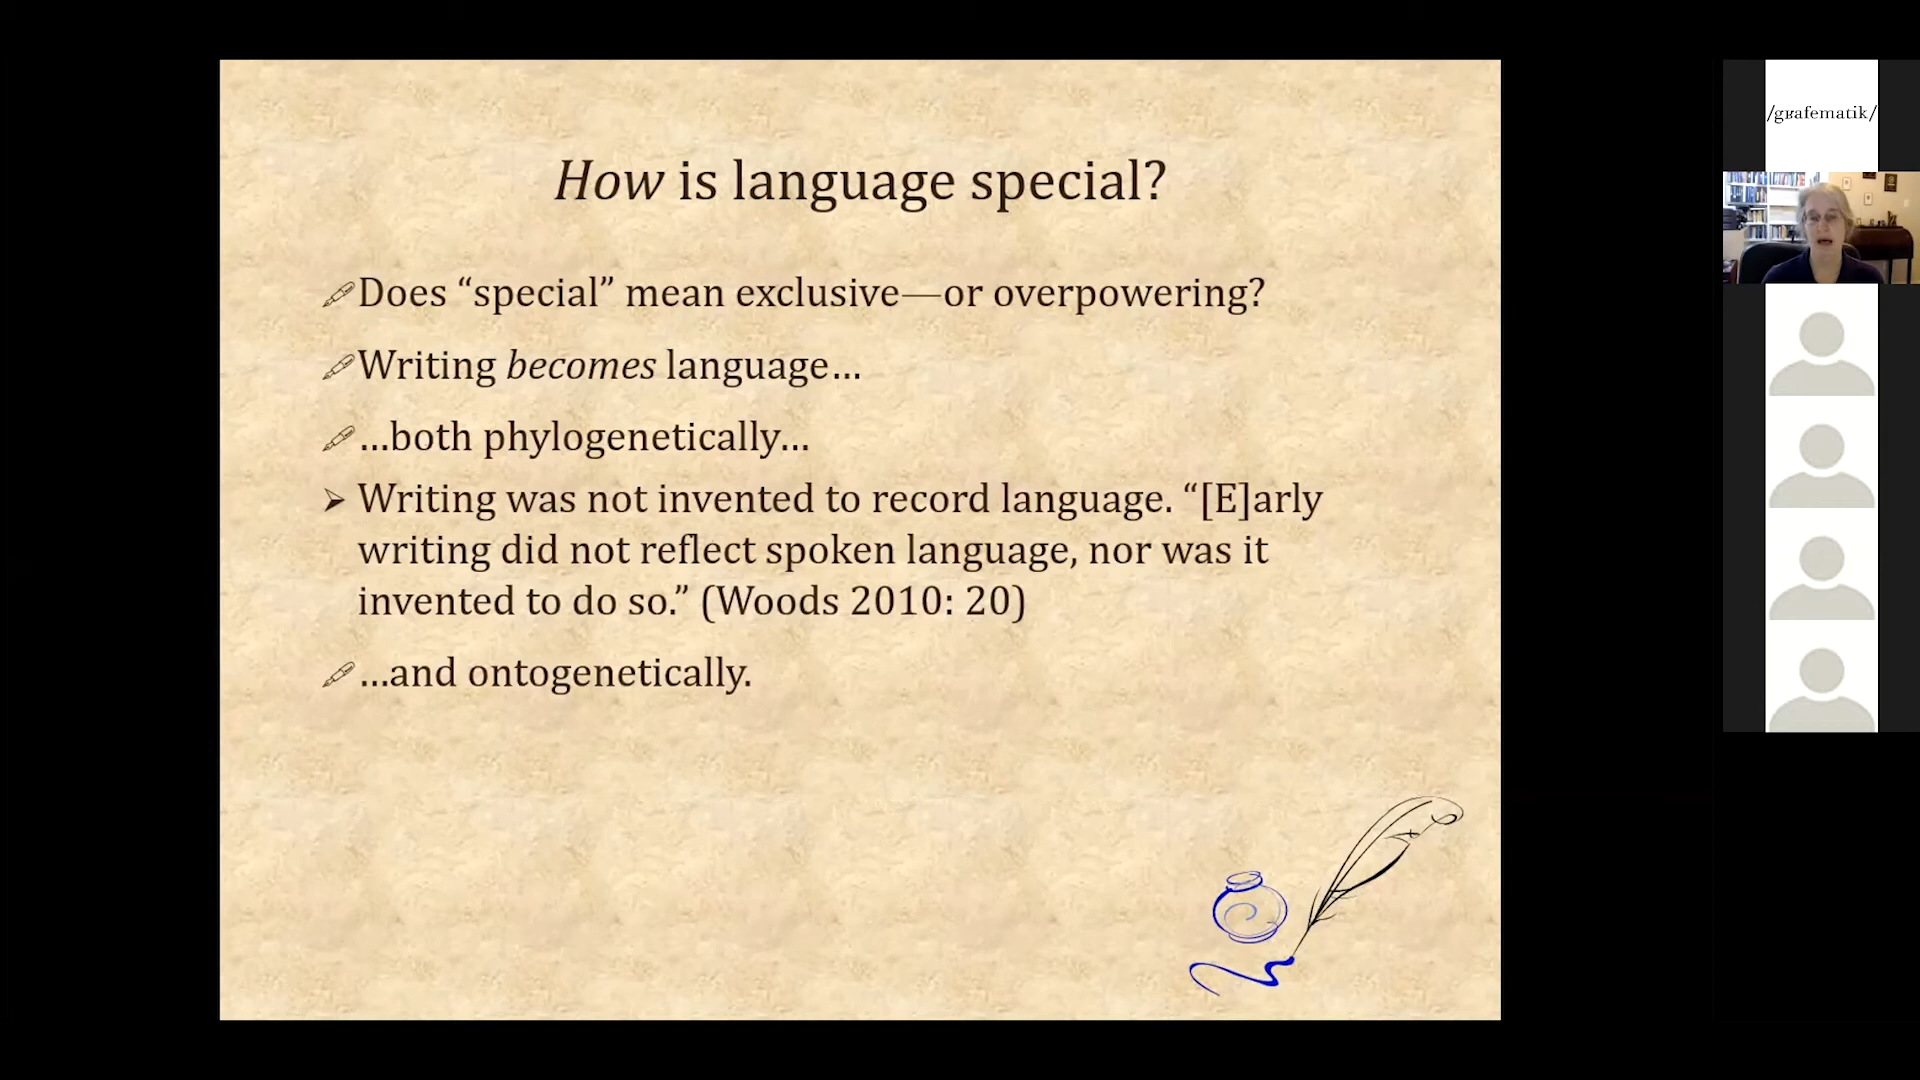 How is language special?
Does “special” mean exclusive—or overpowering?
Writing becomes language…
…both phylogenetically…
Writing was not invented to record language. “[E]arly
writing did not reflect spoken language, nor was it
invented to do so.” (Woods 2010: 20)
…and ontogenetically.
/gʁafematik/